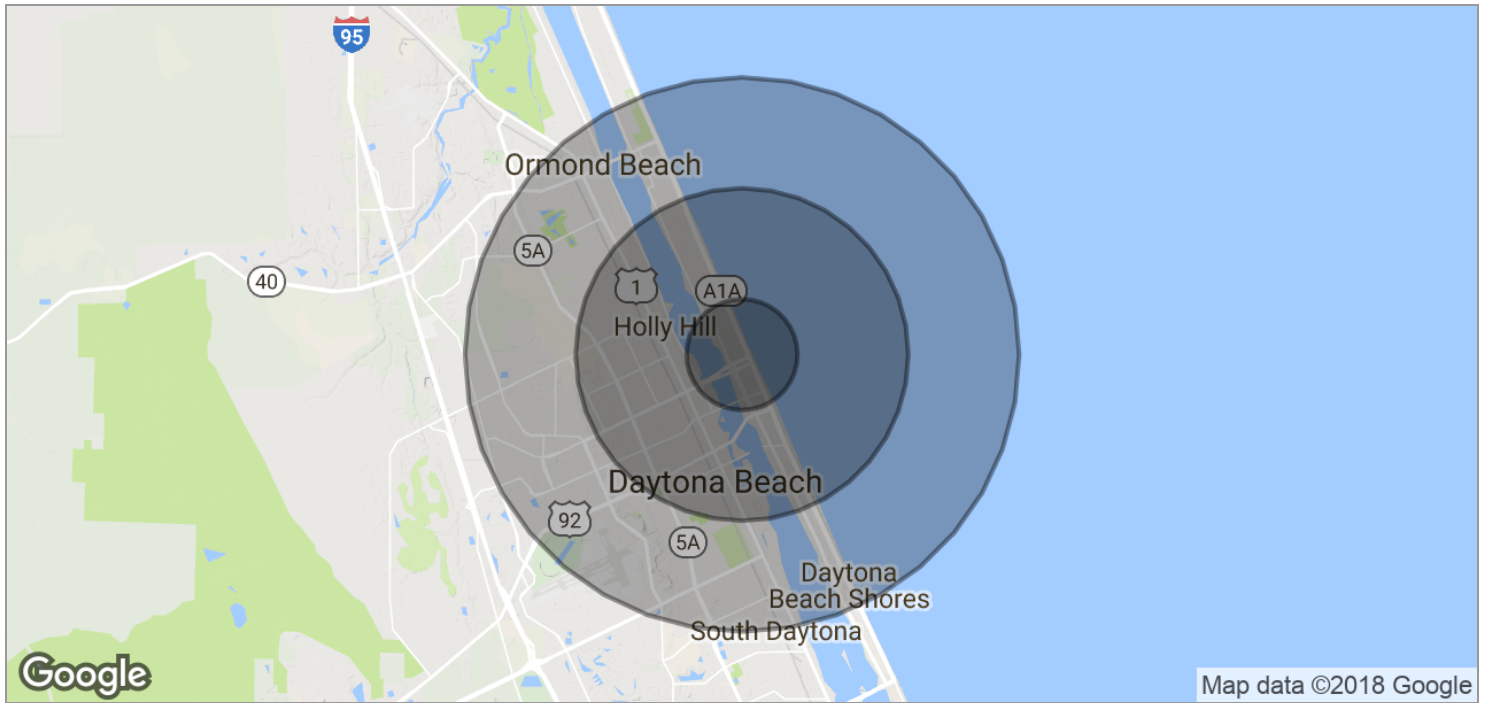 95
Ormond Beach
5A
40
1
A1A
Holly Hill
Daytona Beach
92
5A
Daytona
Beach Shores
South Daytona
Google
Map data ©2018 Google